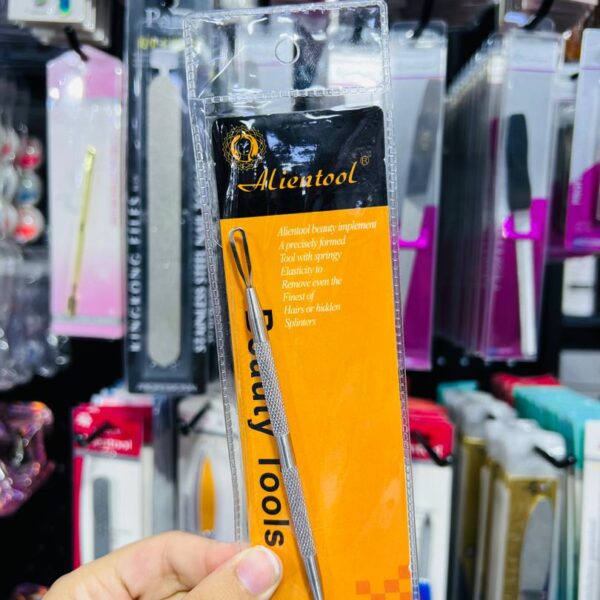 Alientool®
Alientool beauty implement
A precisely formed
Tool with springy
Elasticity to
Remove even the
Finest of
Hairs or hidden
Splinters
Beauty Tools
KINGKONG FILES
STAINLESS STEEL